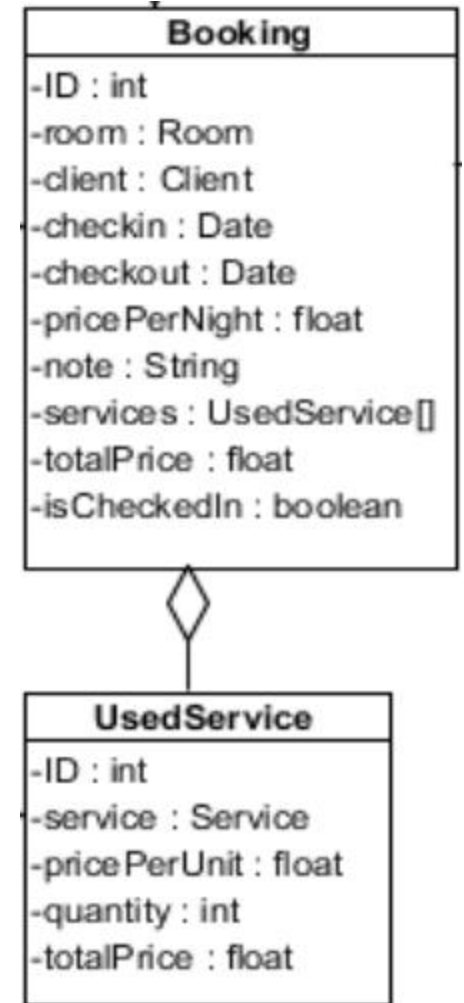 Booking
-ID : int
-room : Room
-client : Client
-checkin : Date
-checkout : Date
-pricePerNight : float
-note : String
-services : UsedService[]
-totalPrice : float
-isCheckedIn : boolean
UsedService
-ID : int
-service : Service
-pricePerUnit : float
-quantity : int
-totalPrice : float